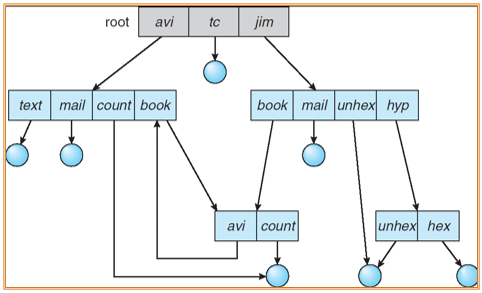 root avi tc jim
text mail count book book mail unhex hyp
avi count unhex hex